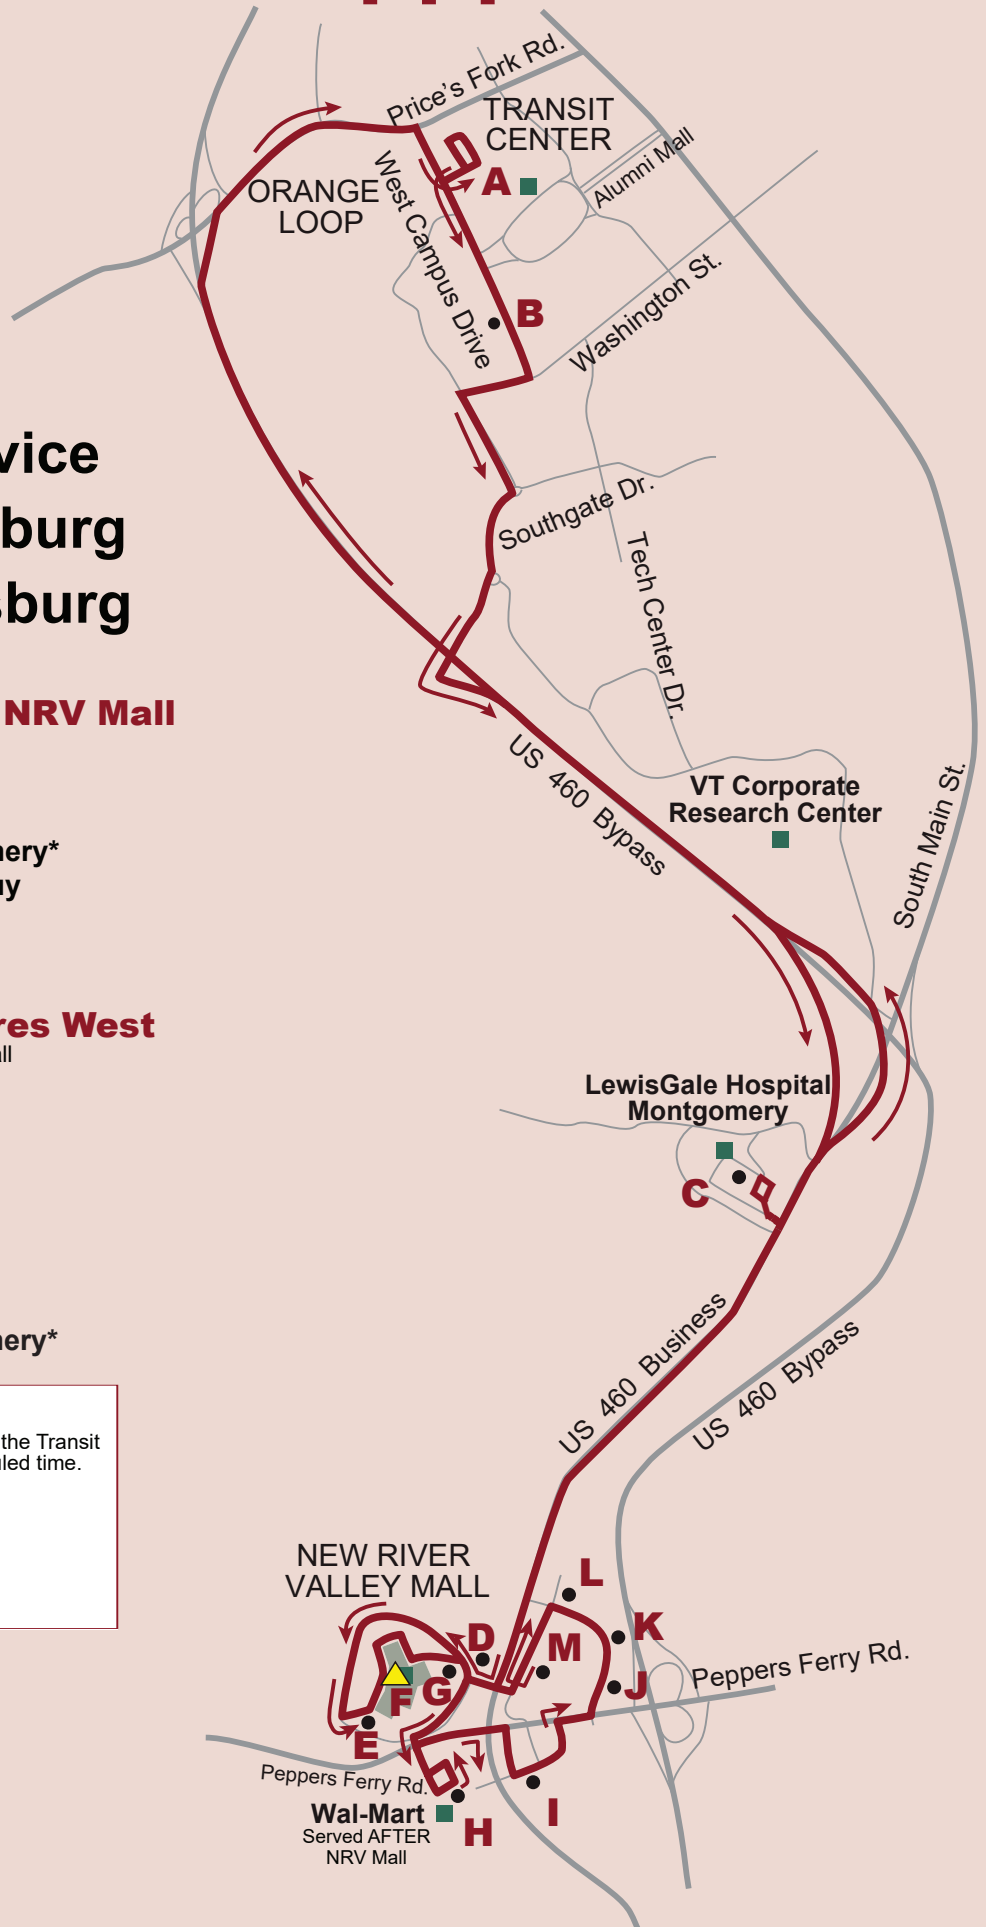 Price's Fork Rd.
TRANSIT
CENTER
A
Alumni Mall
ORANGE
LOOP
West Campus Drive
B
Washington St.
vice
burg
sburg
Southgate Dr.
Tech Center Dr.
NRV Mall
US 460 Bypass
VT Corporate
Research Center
South Main St.
nery*
uy
res West
all
LewisGale Hospital
Montgomery
C
US 460 Business
US 460 Bypass
nery*
the Transit
uled time.
NEW RIVER
VALLEY MALL
L
K
D
M
J
G
F
E
Peppers Ferry Rd.
Peppers Ferry Rd.
Wal-Mart
Served AFTER
NRV Mall
H
I